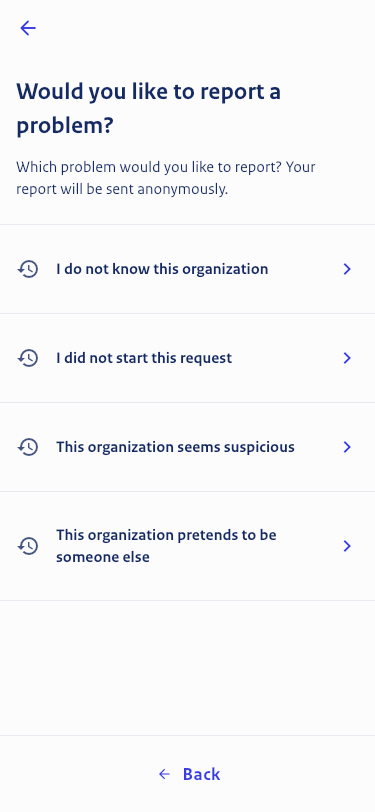 Would you like to report a
problem?
Which problem would you like to report? Your
report will be sent anonymously.
I do not know this organization
I did not start this request
This organization seems suspicious
This organization pretends to be
someone else
Back